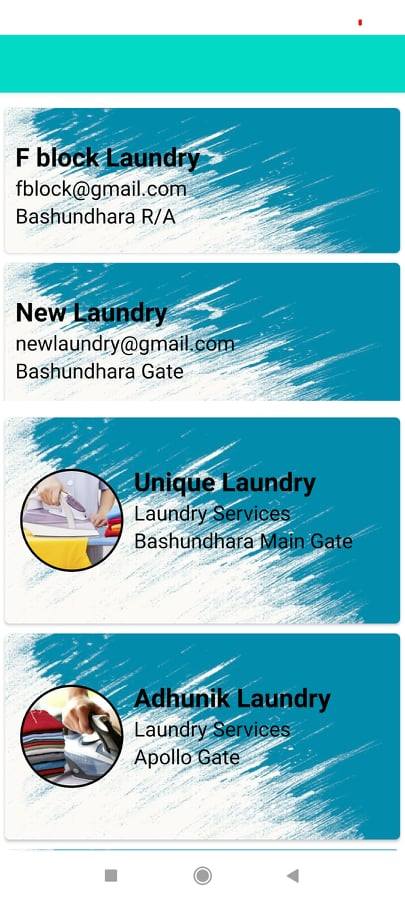 F block Laundry
fblock@gmail.com
Bashundhara R/A
New Laundry
newlaundry@gmail.com
Bashundhara Gate
Unique Laundry
Laundry Services
Bashundhara Main Gate
Adhunik Laundry
Laundry Services
Apollo Gate